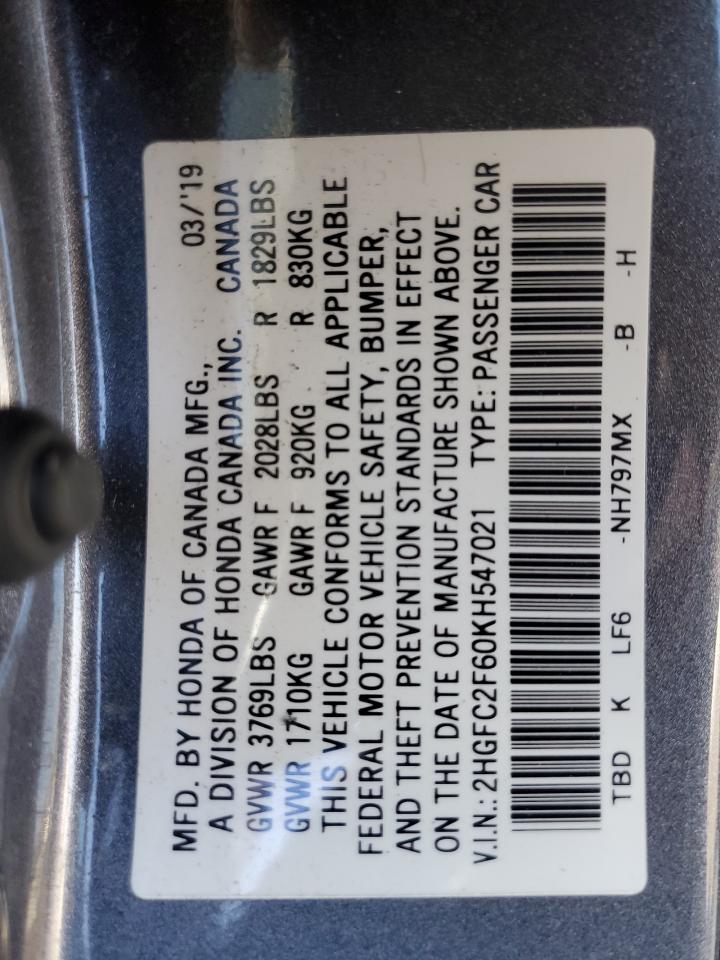 MFD. BY HONDA OF CANADA MFG., 03/'19
A DIVISION OF HONDA CANADA INC. CANADA
GVWR 3769LBS GAWR F 2028LBS R 1829LBS
GVWR 1710KG GAWR F 920KG R 830KG
THIS VEHICLE CONFORMS TO ALL APPLICABLE
FEDERAL MOTOR VEHICLE SAFETY, BUMPER,
AND THEFT PREVENTION STANDARDS IN EFFECT
ON THE DATE OF MANUFACTURE SHOWN ABOVE.
V.I.N.: 2HGFC2F60KH547021 TYPE: PASSENGER CAR
TBD K LF6 -NH797MX -B -H